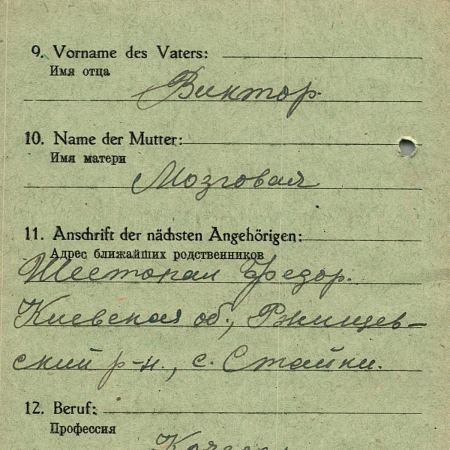 9. Vorname des Vaters:
Имя отца
Виктор
10. Name der Mutter:
Имя матери
Мозговая
11. Anschrift der nächsten Angehörigen:
Адрес ближайших родственников
Шестопал Федор.
Киевская об., Ржищев-
ский р-н., с. Стайки.
12. Beruf:
Профессия